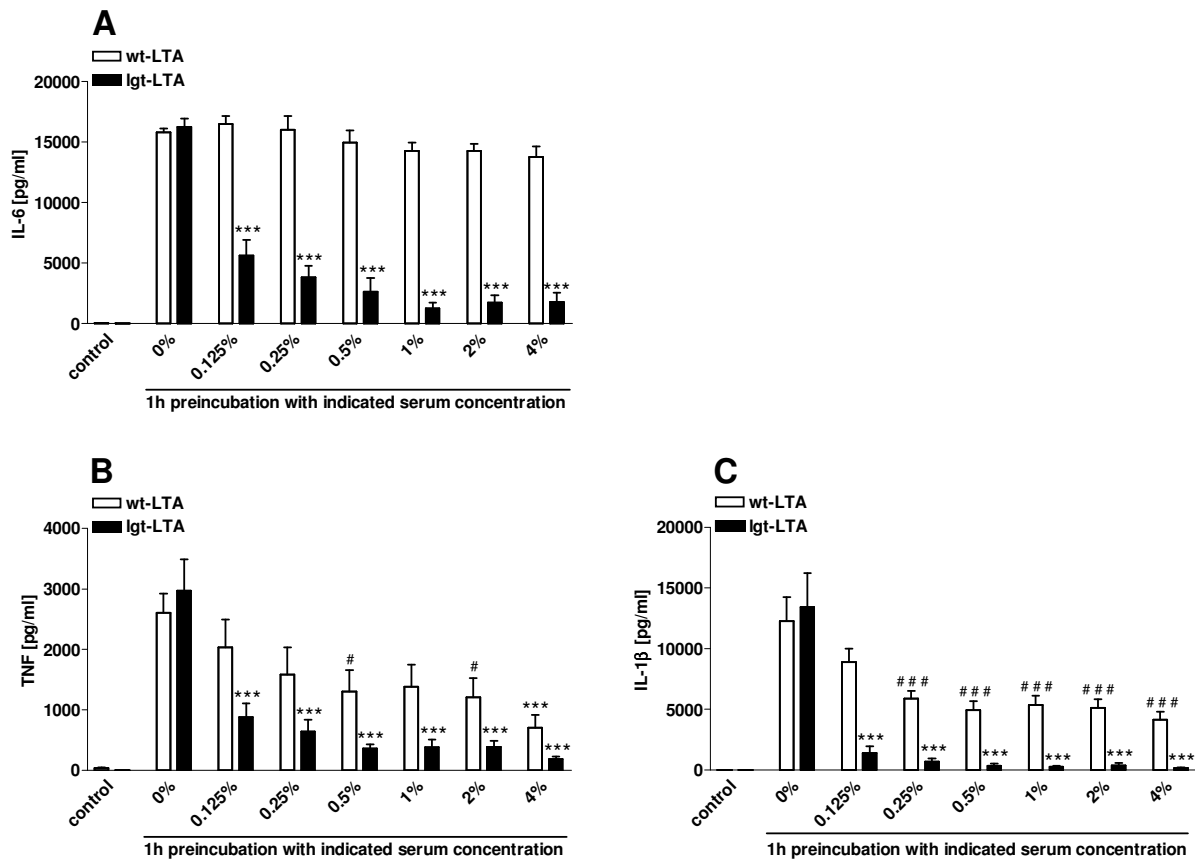 A
wt-LTA
lgt-LTA
20000
15000
10000
5000
0
IL-6 [pg/ml]
*** *** *** *** *** ***
control 0% 0.125% 0.25% 0.5% 1% 2% 4%
1h preincubation with indicated serum concentration
B
wt-LTA
lgt-LTA
4000
3000
2000
1000
0
TNF [pg/ml]
# #
*** *** *** *** *** *** ***
control 0% 0.125% 0.25% 0.5% 1% 2% 4%
1h preincubation with indicated serum concentration
C
wt-LTA
lgt-LTA
20000
15000
10000
5000
0
IL-1β [pg/ml]
### ### ### ### ###
*** *** *** *** *** ***
control 0% 0.125% 0.25% 0.5% 1% 2% 4%
1h preincubation with indicated serum concentration